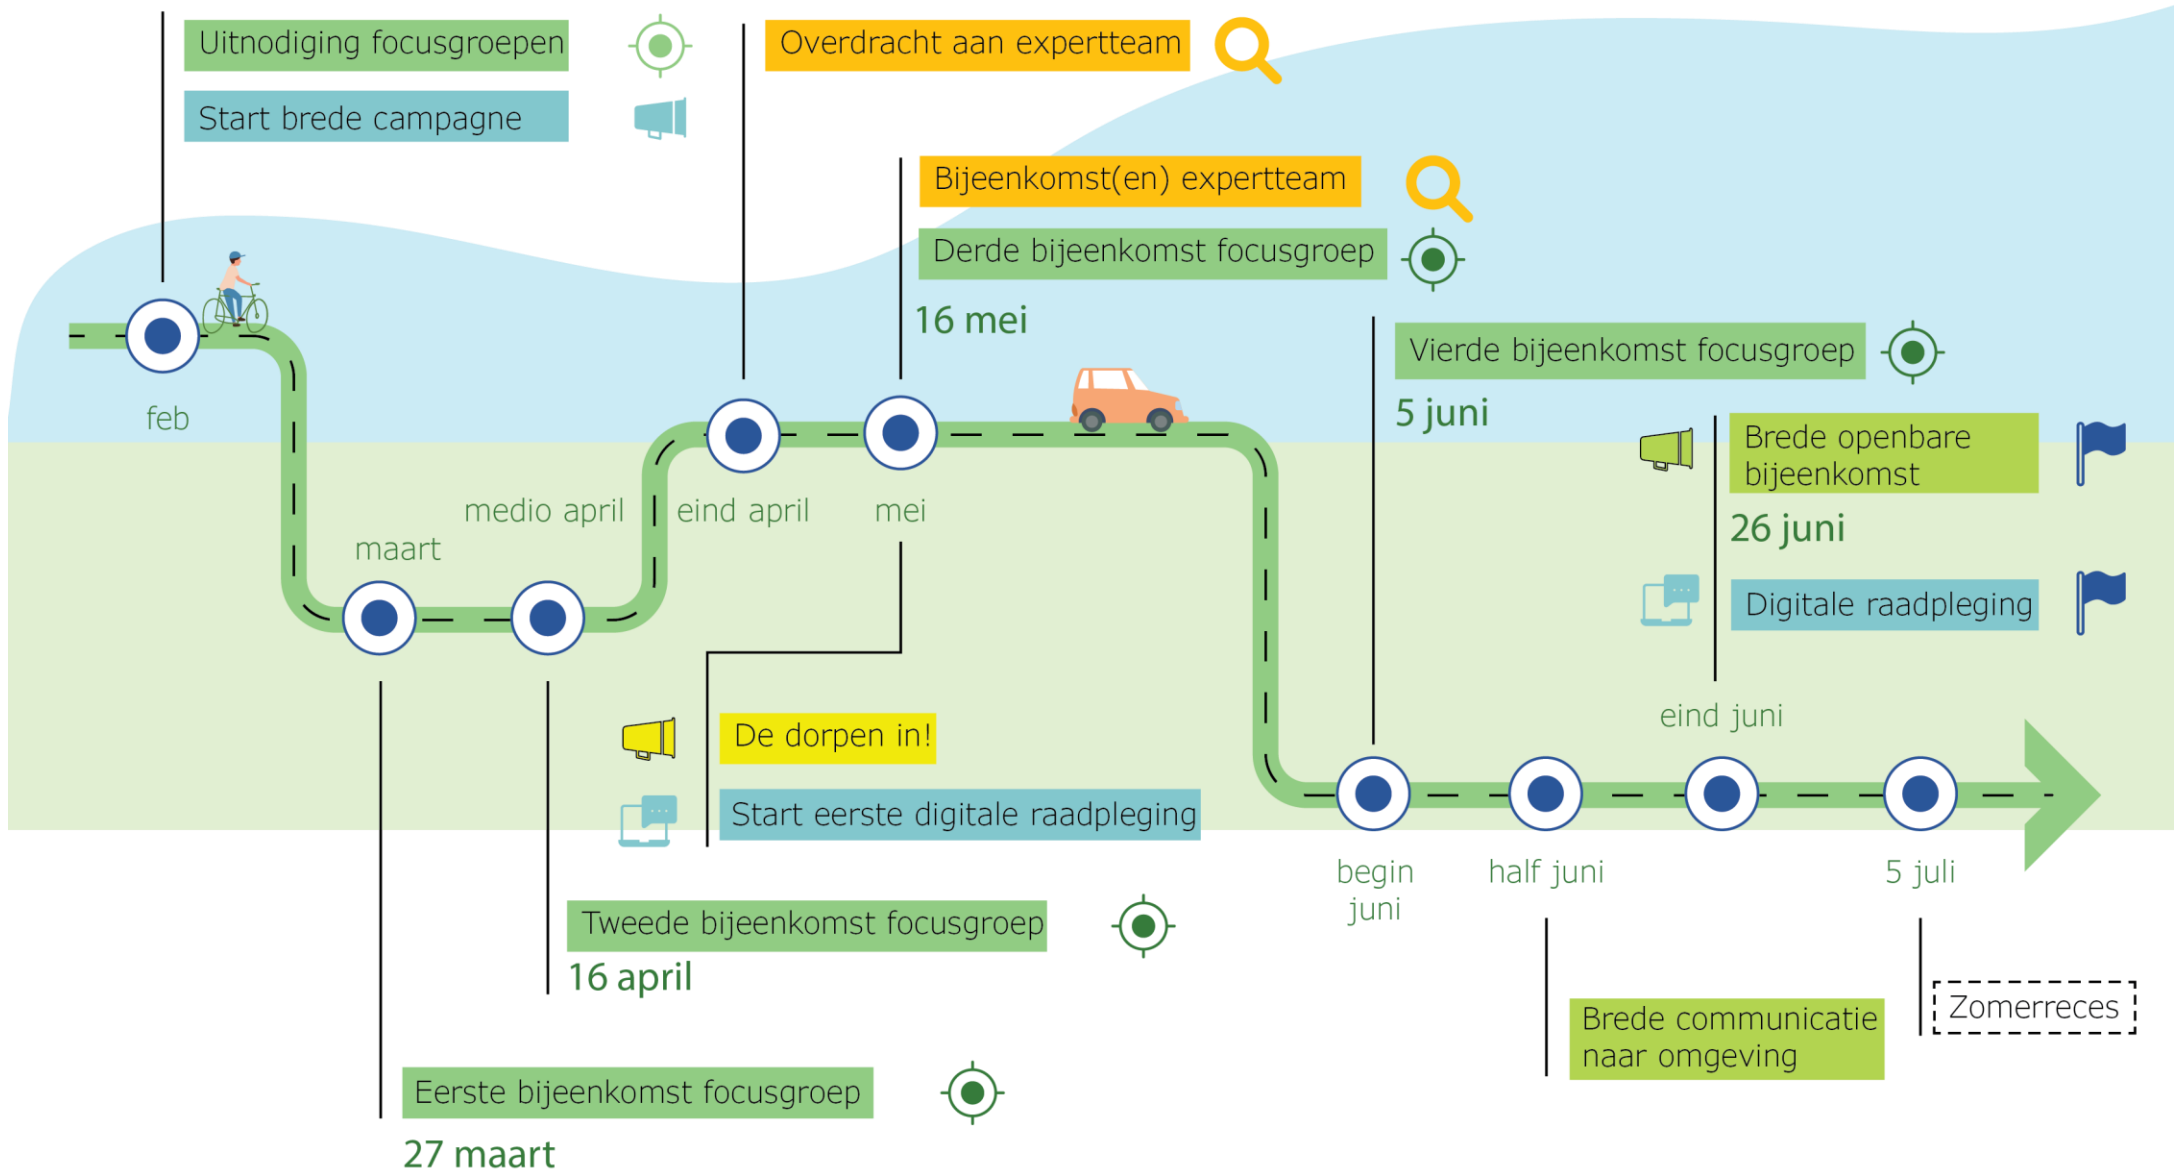 Uitnodiging focusgroepen
Start brede campagne
feb
maart
Eerste bijeenkomst focusgroep
27 maart
medio april
Tweede bijeenkomst focusgroep
16 april
Overdracht aan expertteam
eind april
Bijeenkomst(en) expertteam
Derde bijeenkomst focusgroep
16 mei
mei
De dorpen in!
Start eerste digitale raadpleging
Vierde bijeenkomst focusgroep
5 juni
begin
juni
half juni
Brede communicatie
naar omgeving
Brede openbare
bijeenkomst
26 juni
Digitale raadpleging
eind juni
5 juli
Zomerreces